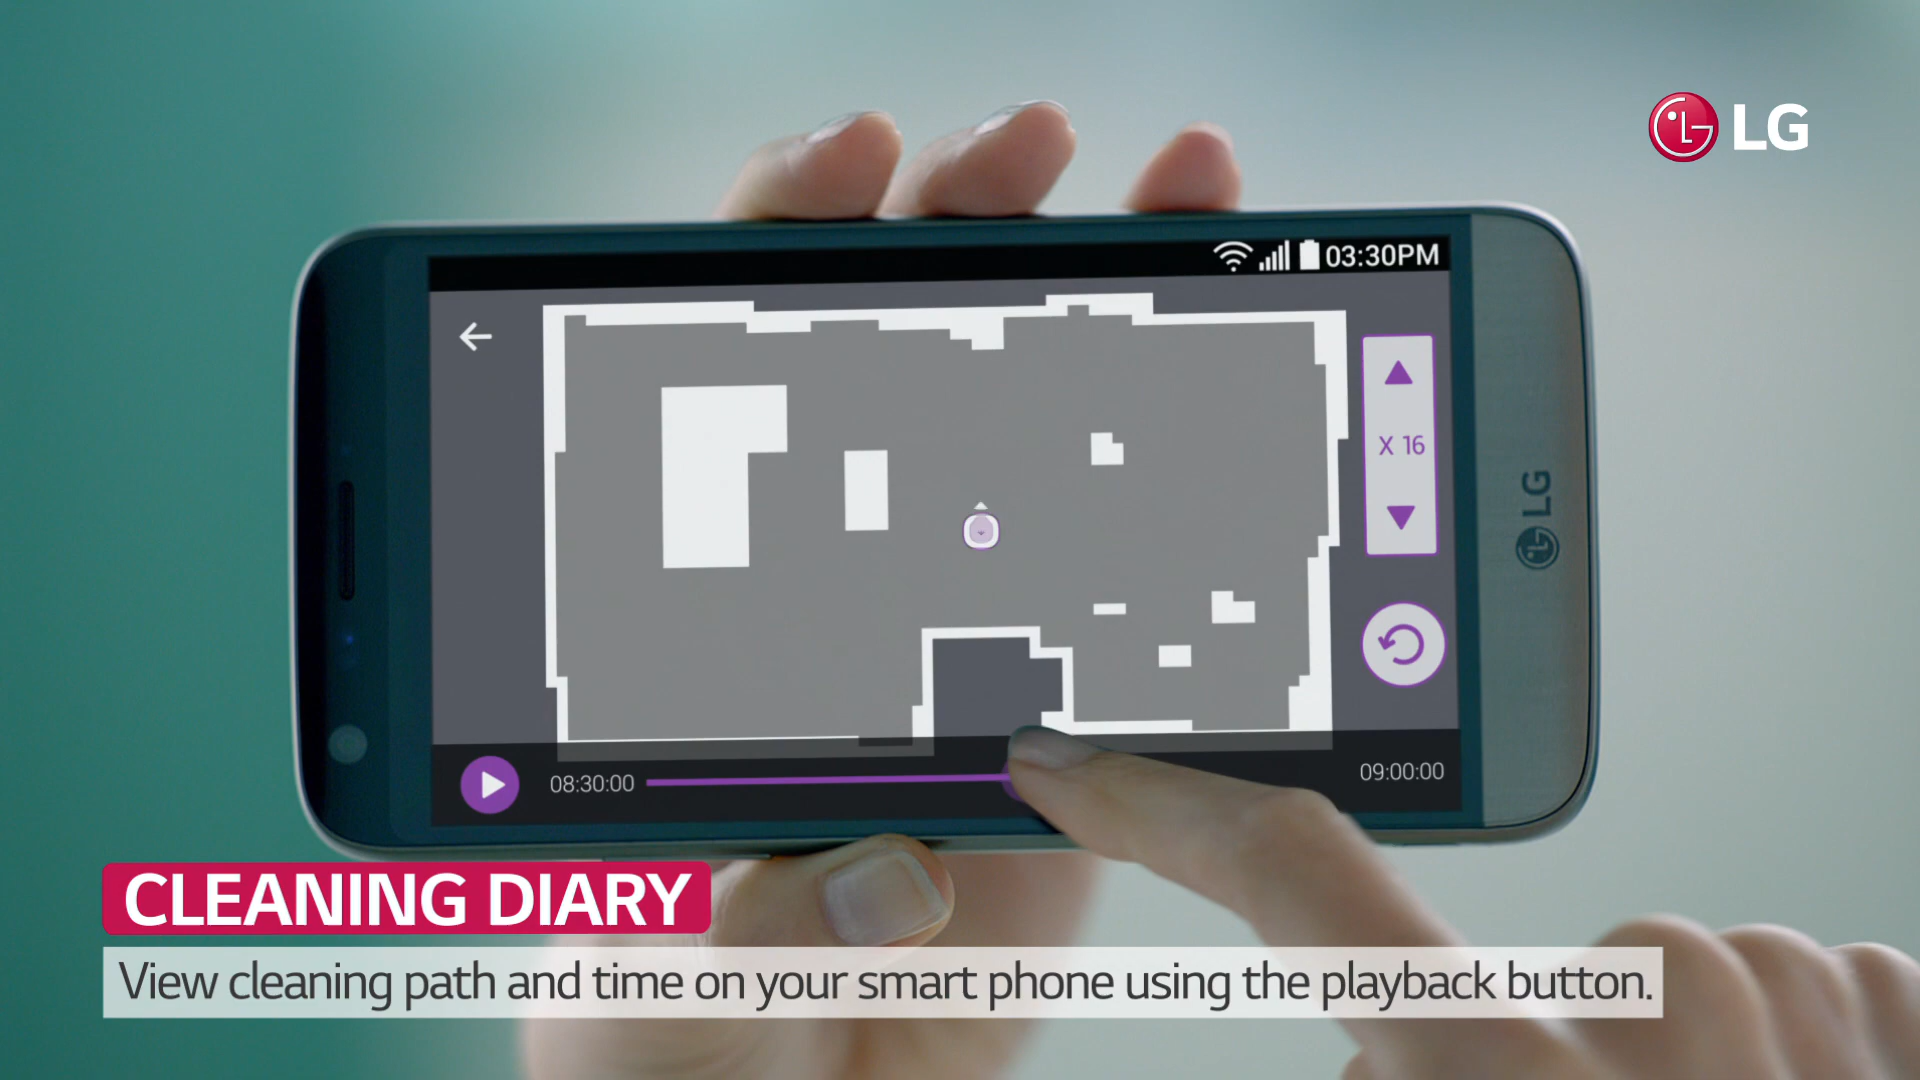 LG
03:30PM
X 16
LG
08:30:00
09:00:00
CLEANING DIARY
View cleaning path and time on your smart phone using the playback button.